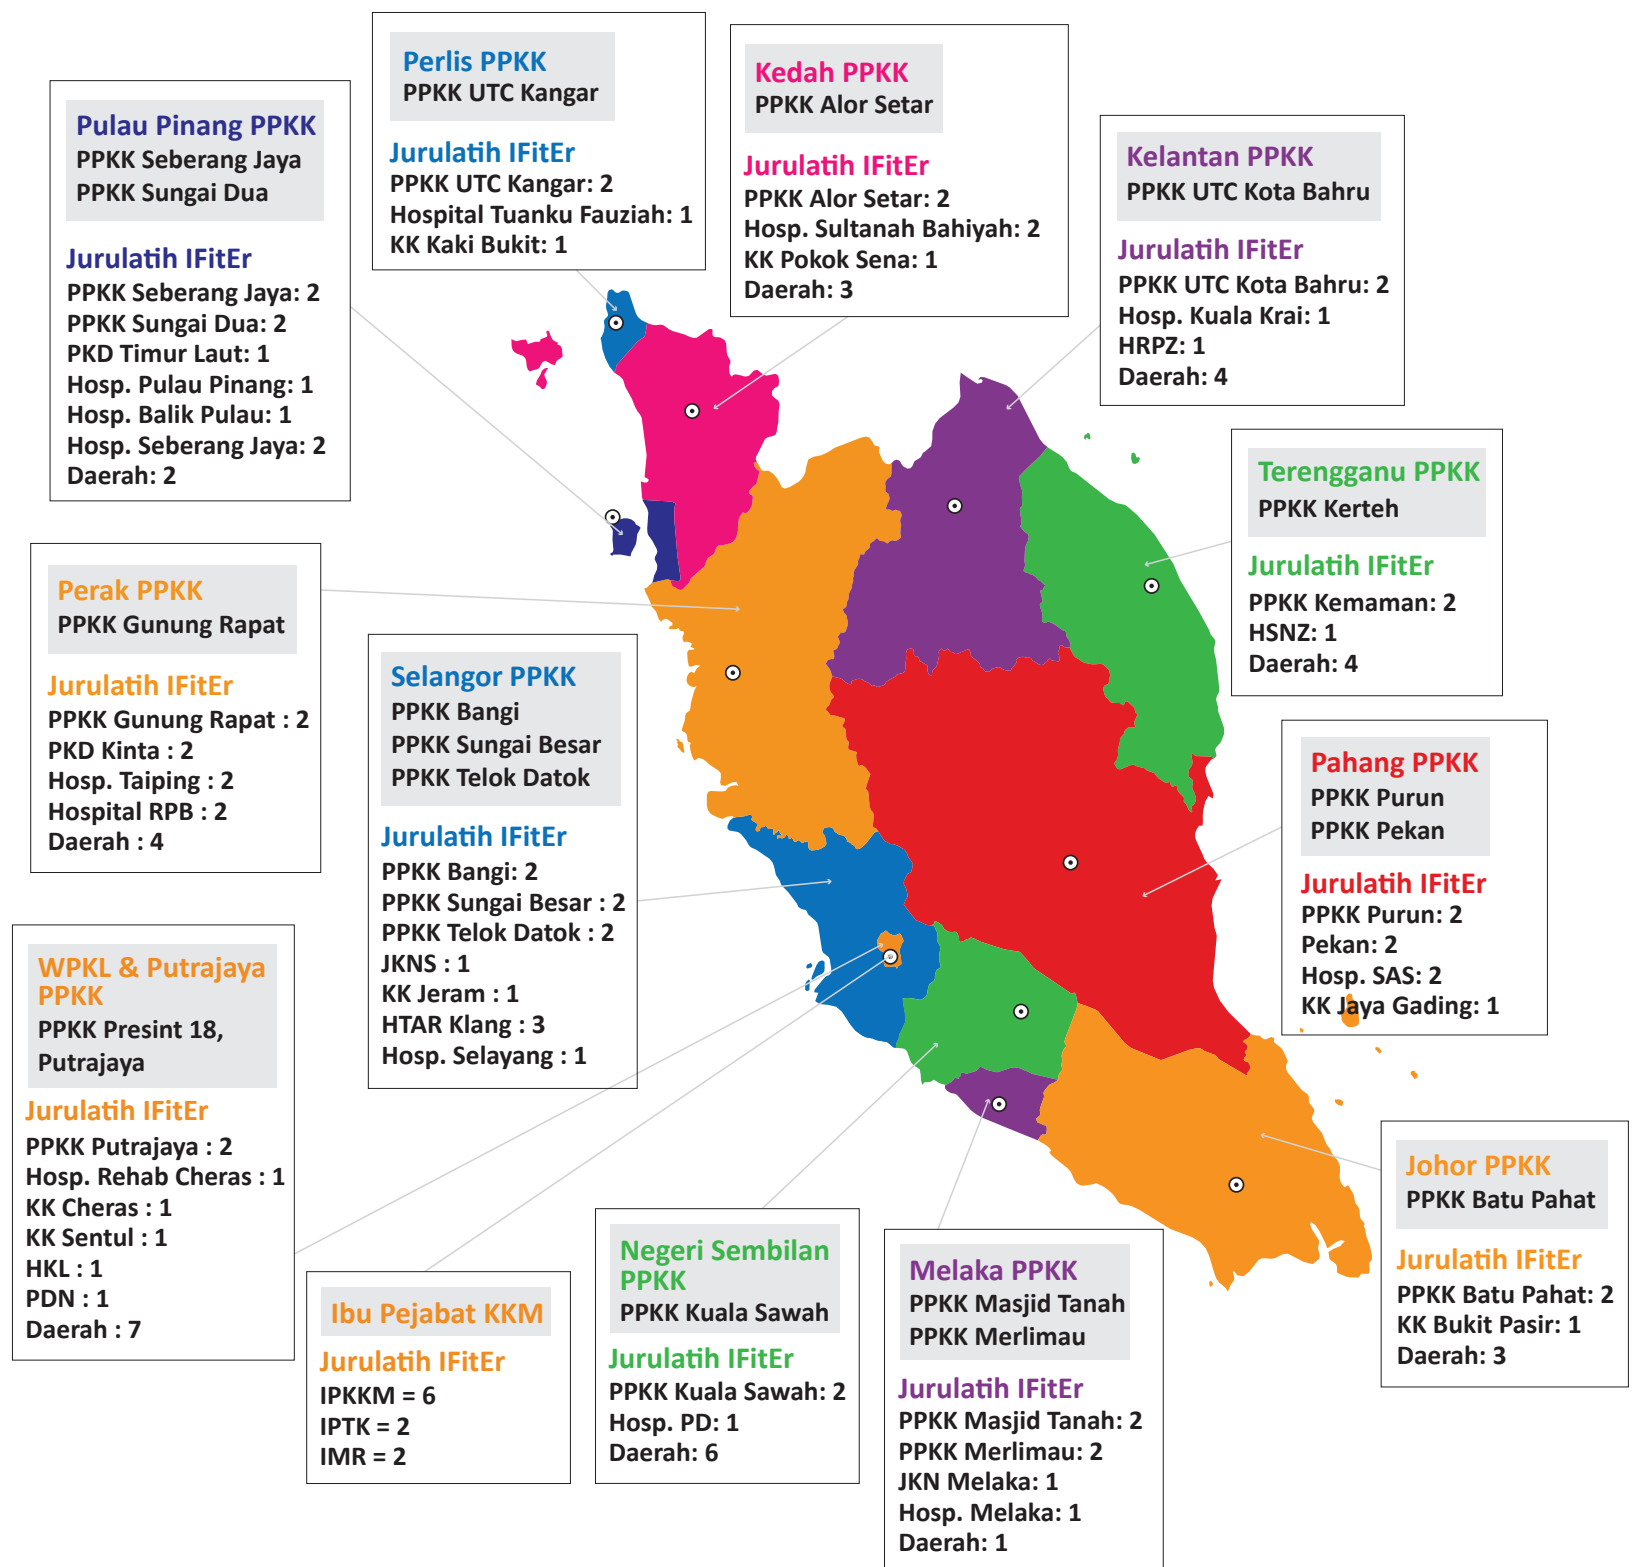 Perlis PPKK
PPKK UTC Kangar
Jurulatih IFitEr
PPKK UTC Kangar: 2
Hospital Tuanku Fauziah: 1
KK Kaki Bukit: 1
Kedah PPKK
PPKK Alor Setar
Jurulatih IFitEr
PPKK Alor Setar: 2
Hosp. Sultanah Bahiyah: 2
KK Pokok Sena: 1
Daerah: 3
Pulau Pinang PPKK
PPKK Seberang Jaya
PPKK Sungai Dua
Jurulatih IFitEr
PPKK Seberang Jaya: 2
PPKK Sungai Dua: 2
PKD Timur Laut: 1
Hosp. Pulau Pinang: 1
Hosp. Balik Pulau: 1
Hosp. Seberang Jaya: 2
Daerah: 2
Kelantan PPKK
PPKK UTC Kota Bahru
Jurulatih IFitEr
PPKK UTC Kota Bahru: 2
Hosp. Kuala Krai: 1
HRPZ: 1
Daerah: 4
Terengganu PPKK
PPKK Kerteh
Jurulatih IFitEr
PPKK Kemaman: 2
HSNZ: 1
Daerah: 4
Perak PPKK
PPKK Gunung Rapat
Jurulatih IFitEr
PPKK Gunung Rapat : 2
PKD Kinta : 2
Hosp. Taiping : 2
Hospital RPB : 2
Daerah : 4
Selangor PPKK
PPKK Bangi
PPKK Sungai Besar
PPKK Telok Datok
Jurulatih IFitEr
PPKK Bangi: 2
PPKK Sungai Besar : 2
PPKK Telok Datok : 2
JKNS : 1
KK Jeram : 1
HTAR Klang : 3
Hosp. Selayang : 1
Pahang PPKK
PPKK Purun
PPKK Pekan
Jurulatih IFitEr
PPKK Purun: 2
Pekan: 2
Hosp. SAS: 2
KK Jaya Gading: 1
WPKL & Putrajaya
PPKK
PPKK Presint 18,
Putrajaya
Jurulatih IFitEr
PPKK Putrajaya : 2
Hosp. Rehab Cheras : 1
KK Cheras : 1
KK Sentul : 1
HKL : 1
PDN : 1
Daerah : 7
Ibu Pejabat KKM
Jurulatih IFitEr
IPKKM = 6
IPTK = 2
IMR = 2
Negeri Sembilan
PPKK
PPKK Kuala Sawah
Jurulatih IFitEr
PPKK Kuala Sawah: 2
Hosp. PD: 1
Daerah: 6
Melaka PPKK
PPKK Masjid Tanah
PPKK Merlimau
Jurulatih IFitEr
PPKK Masjid Tanah: 2
PPKK Merlimau: 2
JKN Melaka: 1
Hosp. Melaka: 1
Daerah: 1
Johor PPKK
PPKK Batu Pahat
Jurulatih IFitEr
PPKK Batu Pahat: 2
KK Bukit Pasir: 1
Daerah: 3